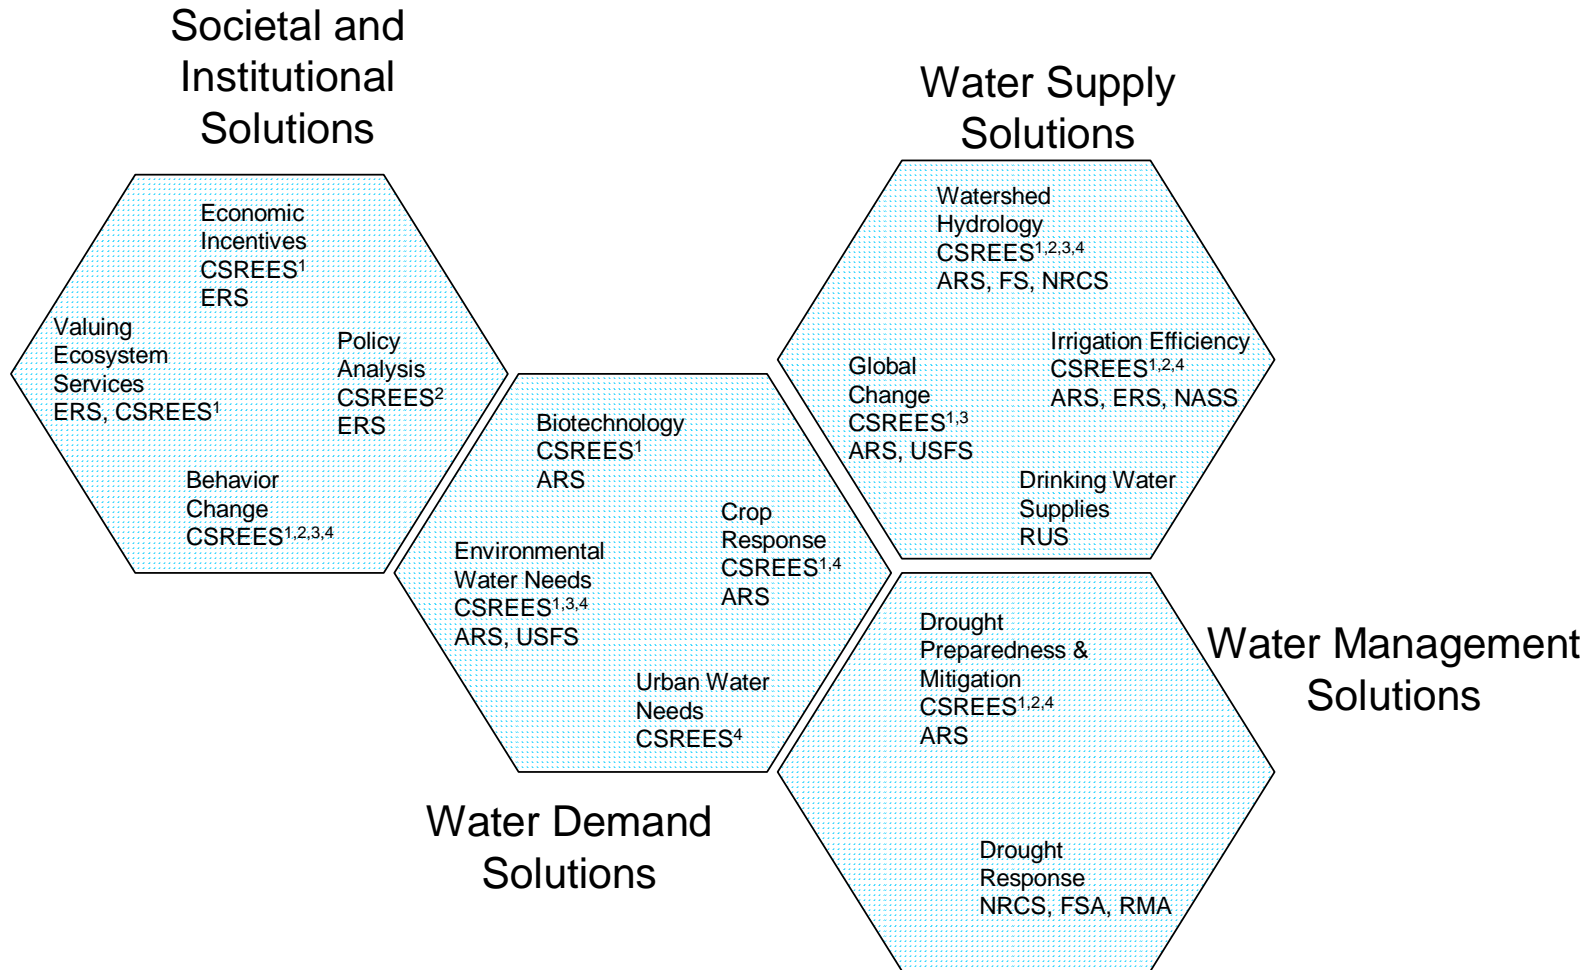 Societal and
Institutional
Solutions
Economic
Incentives
CSREES¹
ERS
Valuing
Ecosystem
Services
ERS, CSREES¹
Policy
Analysis
CSREES²
ERS
Behavior
Change
CSREES¹,²,³,⁴
Water Supply
Solutions
Watershed
Hydrology
CSREES¹,²,³,⁴
ARS, FS, NRCS
Irrigation Efficiency
CSREES¹,²,⁴
ARS, ERS, NASS
Global
Change
CSREES¹,³
ARS, USFS
Drinking Water
Supplies
RUS
Biotechnology
CSREES¹
ARS
Crop
Response
CSREES¹,⁴
ARS
Environmental
Water Needs
CSREES¹,³,⁴
ARS, USFS
Urban Water
Needs
CSREES⁴
Water Demand
Solutions
Drought
Preparedness &
Mitigation
CSREES¹,²,⁴
ARS
Drought
Response
NRCS, FSA, RMA
Water Management
Solutions